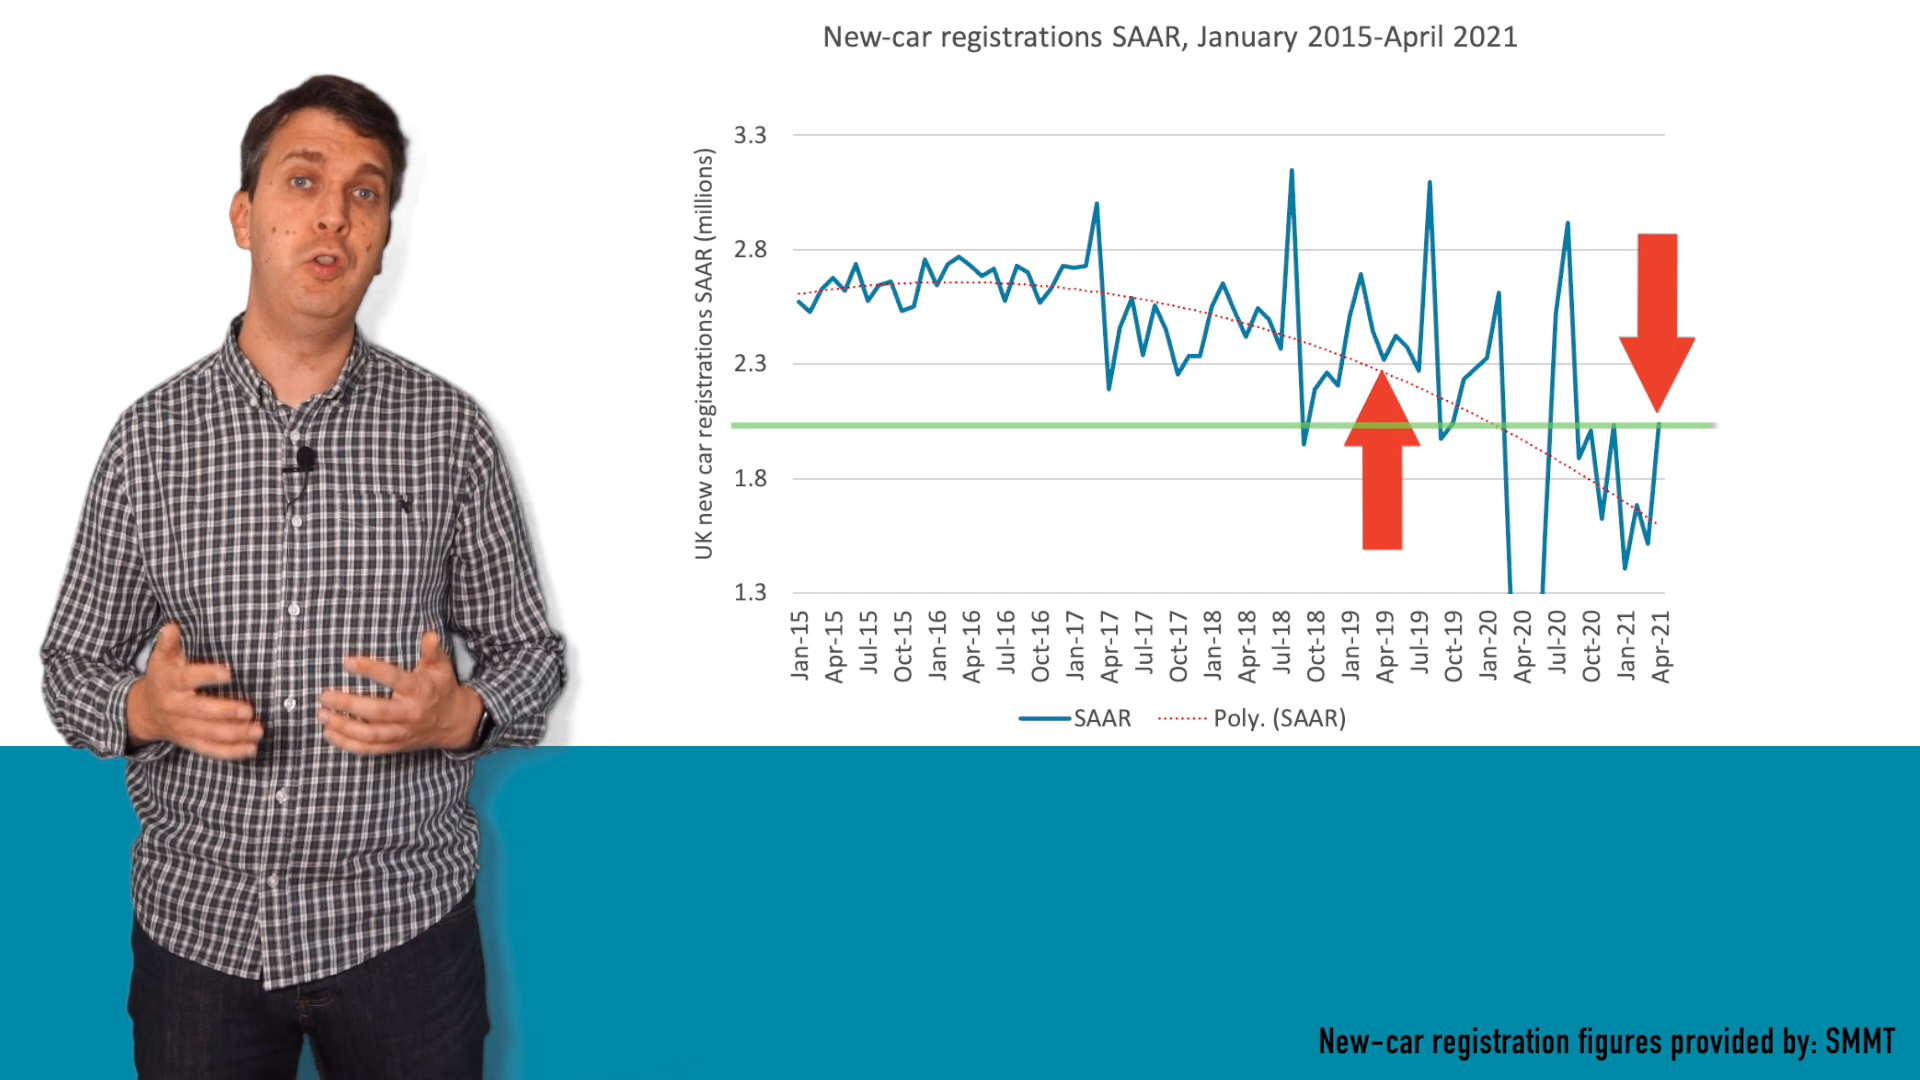 New-car registrations SAAR, January 2015-April 2021
UK new car registrations SAAR (millions)
3.3
2.8
2.3
1.8
1.3
Jan-15
Apr-15
Jul-15
Oct-15
Jan-16
Apr-16
Jul-16
Oct-16
Jan-17
Apr-17
Jul-17
Oct-17
Jan-18
Apr-18
Jul-18
Oct-18
Jan-19
Apr-19
Jul-19
Oct-19
Jan-20
Apr-20
Jul-20
Oct-20
Jan-21
Apr-21
SAAR
Poly. (SAAR)
New-car registration figures provided by: SMMT